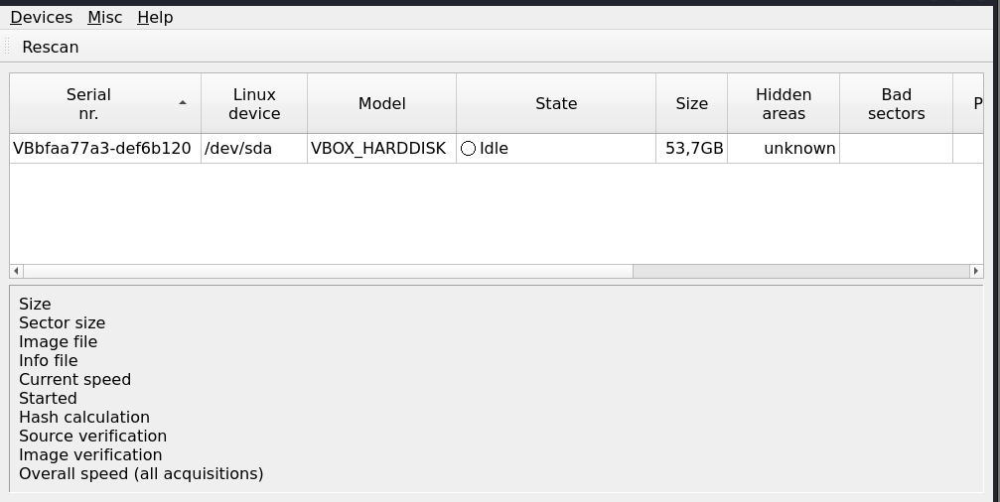 Devices Misc Help
Rescan
Serial nr. Linux device Model State Size Hidden areas Bad sectors P
VBbfaa77a3-def6b120 /dev/sda VBOX_HARDDISK Idle 53,7GB unknown
Size
Sector size
Image file
Info file
Current speed
Started
Hash calculation
Source verification
Image verification
Overall speed (all acquisitions)